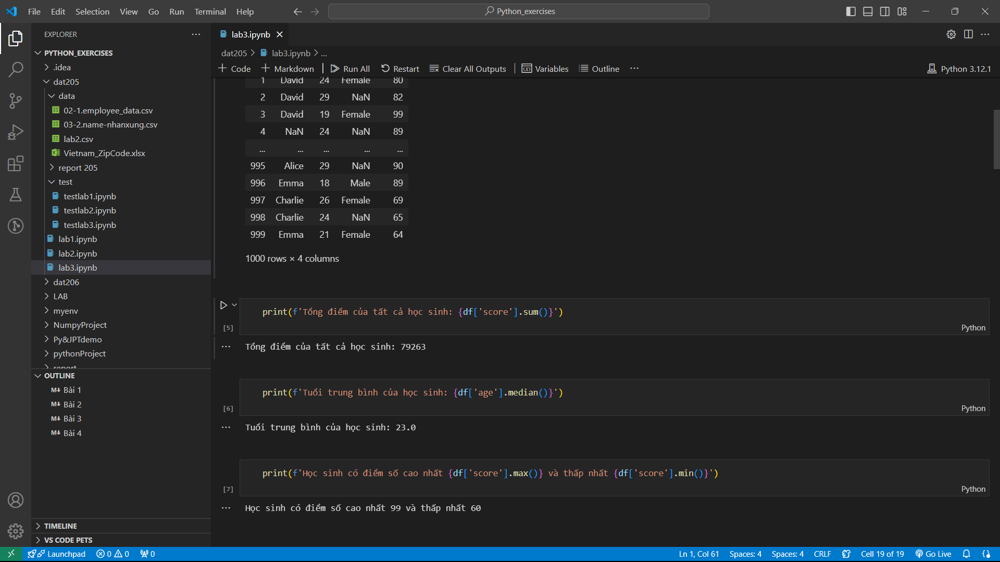 File Edit Selection View Go Run Terminal Help
Python_exercises
EXPLORER
PYTHON_EXERCISES
.idea
dat205
data
02-1.employee_data.csv
03-2.name-nhanxung.csv
lab2.csv
Vietnam_ZipCode.xlsx
report 205
test
testlab1.ipynb
testlab2.ipynb
testlab3.ipynb
lab1.ipynb
lab2.ipynb
lab3.ipynb
dat206
LAB
myenv
NumpyProject
Py&JPTdemo
pythonProject
report
OUTLINE
M↓ Bài 1
M↓ Bài 2
M↓ Bài 3
M↓ Bài 4
TIMELINE
VS CODE PETS
lab3.ipynb
dat205 > lab3.ipynb > ...
+ Code + Markdown | Run All Restart Clear All Outputs | Variables Outline ... Python 3.12.1
1 David 24 Female 80
2 David 29 NaN 82
3 David 19 Female 99
4 NaN 24 NaN 89
... ... ... ... ...
995 Alice 29 NaN 90
996 Emma 18 Male 89
997 Charlie 26 Female 69
998 Charlie 24 NaN 65
999 Emma 21 Female 64
1000 rows × 4 columns
print(f'Tổng điểm của tất cả học sinh: {df['score'].sum()}')
[5] Python
Tổng điểm của tất cả học sinh: 79263
print(f'Tuổi trung bình của học sinh: {df['age'].median()}')
[6] Python
Tuổi trung bình của học sinh: 23.0
print(f'Học sinh có điểm số cao nhất {df['score'].max()} và thấp nhất {df['score'].min()}')
[7] Python
Học sinh có điểm số cao nhất 99 và thấp nhất 60
Launchpad 0 0 0 Ln 1, Col 61 Spaces: 4 Spaces: 4 CRLF Cell 19 of 19 Go Live